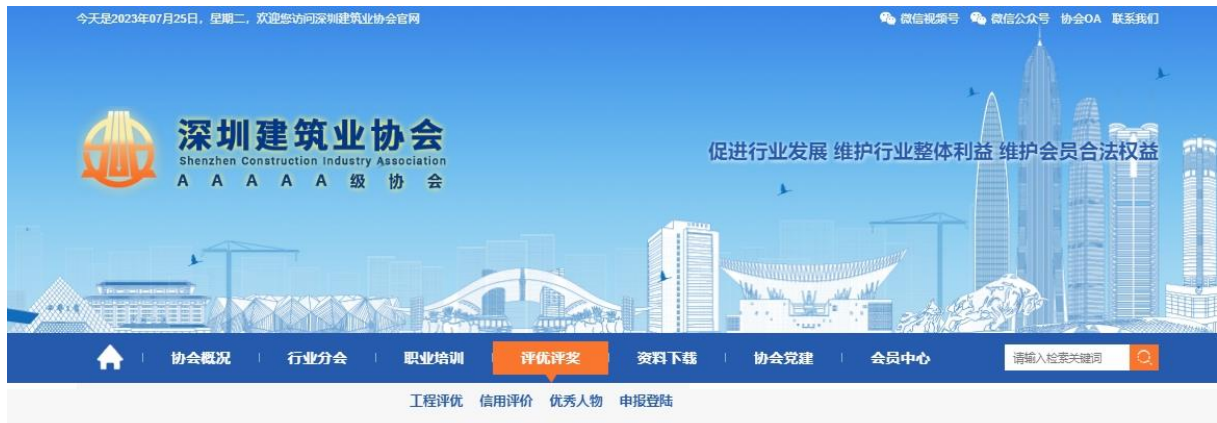 今天是2023年07月25日，星期二，欢迎您访问深圳建筑业协会官网
微信视频号 微信公众号 协会OA 联系我们
深圳建筑业协会
Shenzhen Construction Industry Association
A A A A A 级 协 会
促进行业发展 维护行业整体利益 维护会员合法权益
协会概况 行业分会 职业培训 评优评奖 资料下载 协会党建 会员中心 请输入检索关键词
工程评优 信用评价 优秀人物 申报登陆